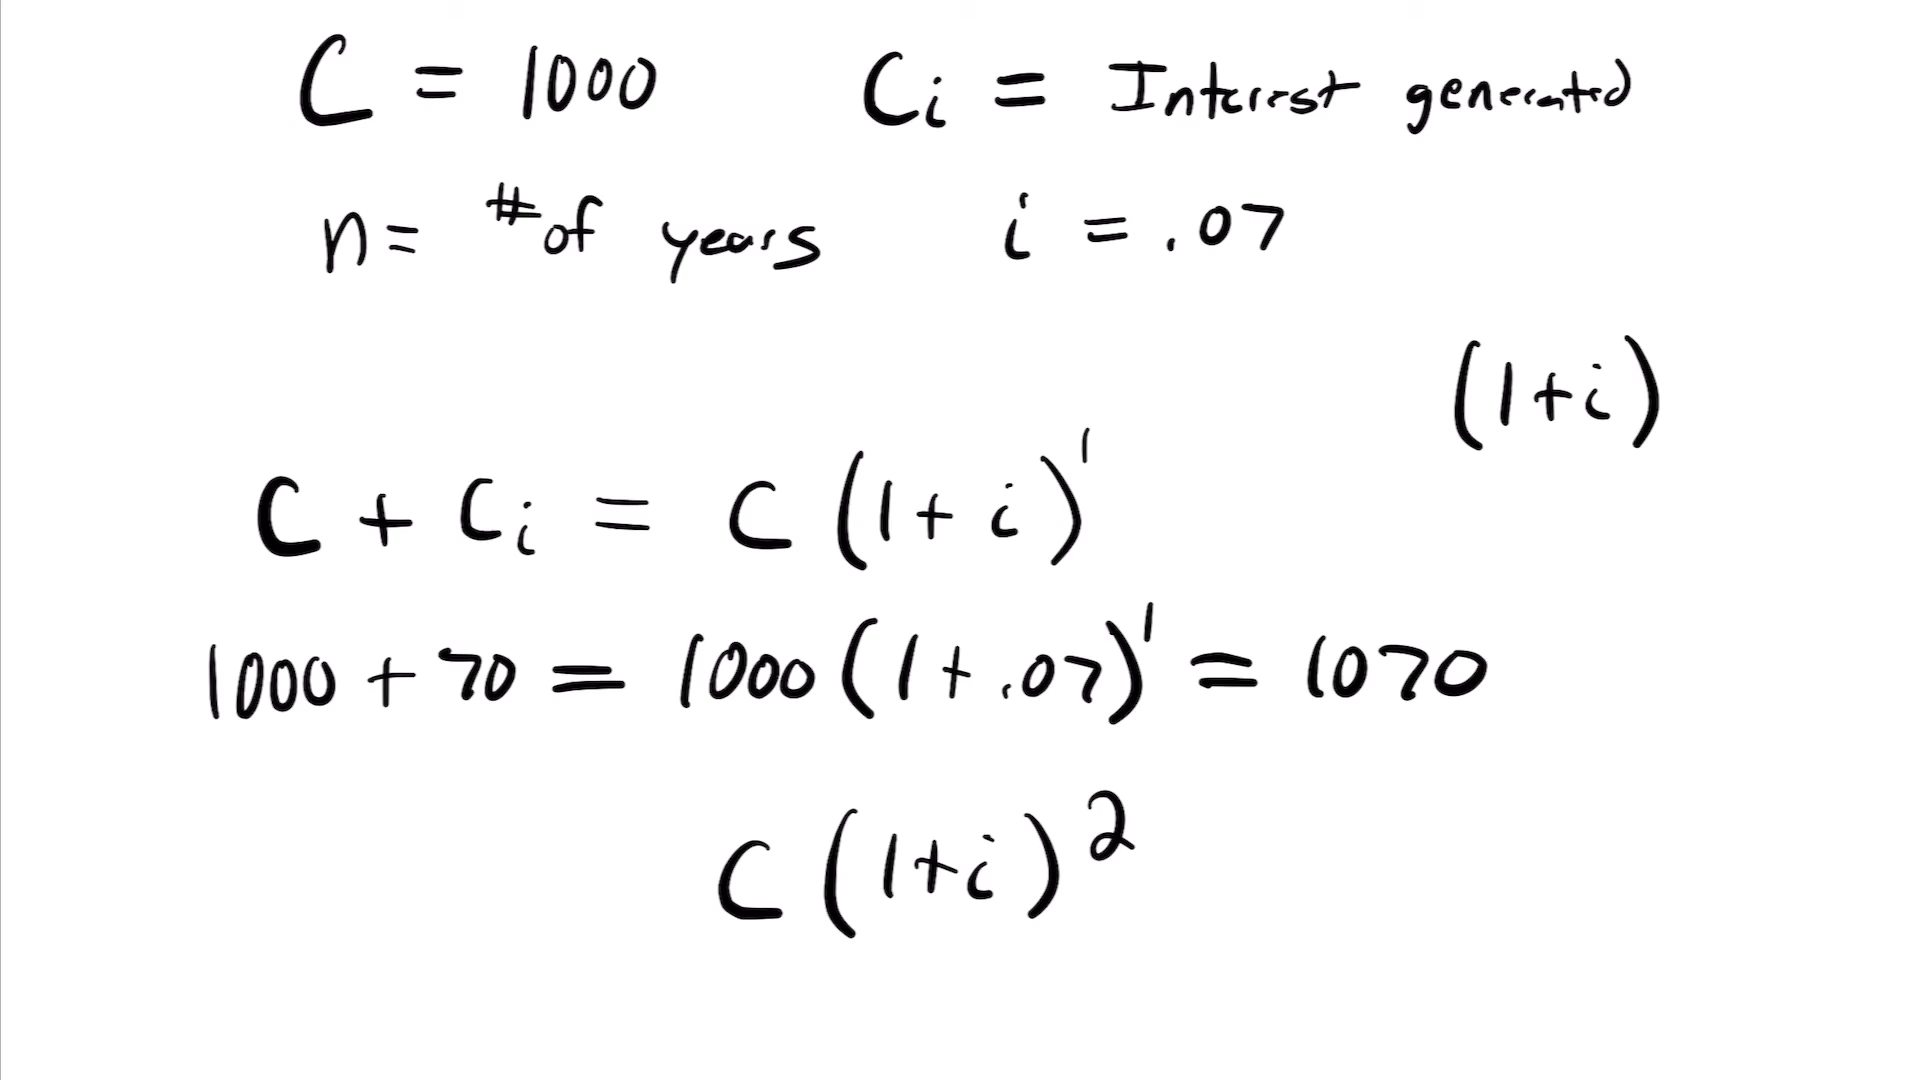 C = 1000 Cᵢ = Interest generated
n = # of years i = .07
(1+i)
C + Cᵢ = C (1+i)¹
1000 + 70 = 1000 (1+.07)¹ = 1070
C (1+i)²